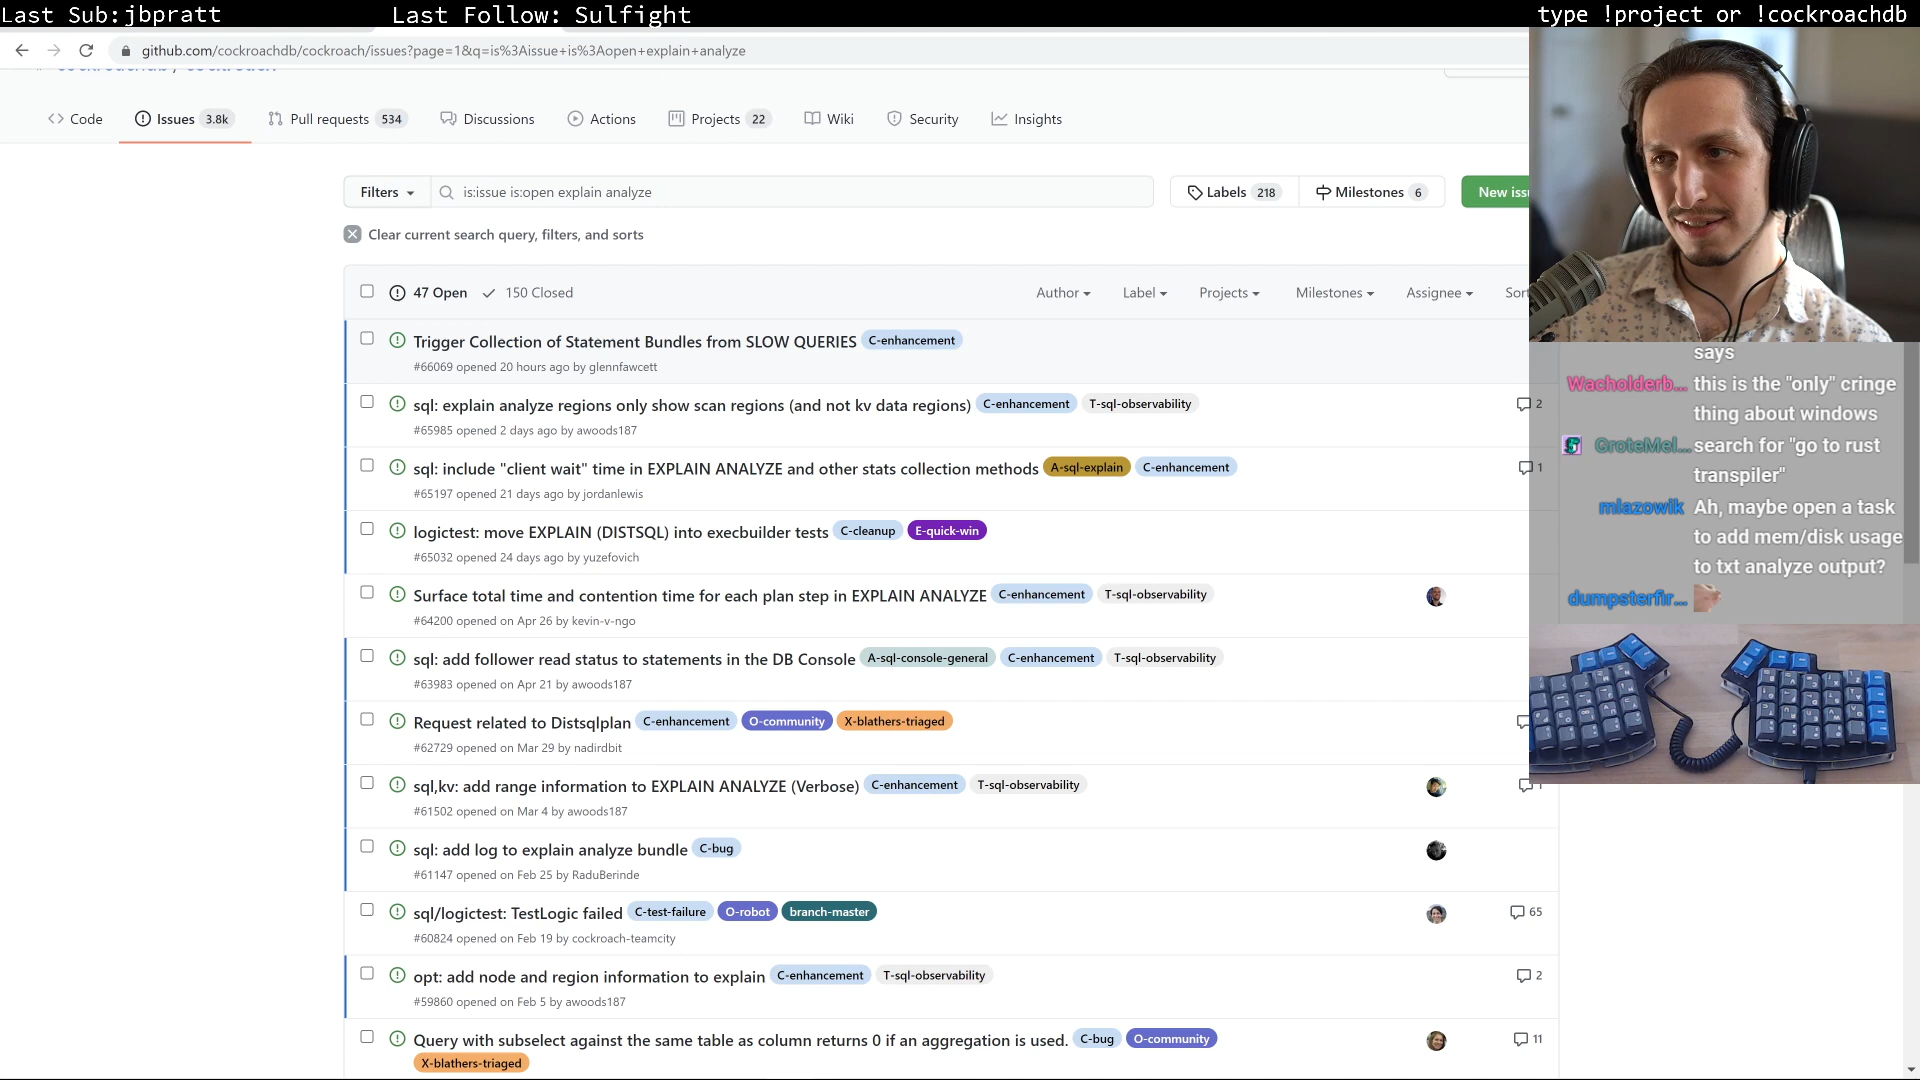 Last Sub:jbpratt
Last Follow: Sulfight
type !project or !cockroachdb
github.com/cockroachdb/cockroach/issues?page=1&q=is%3Aissue+is%3Aopen+explain+analyze
Code
Issues 3.8k
Pull requests 534
Discussions
Actions
Projects 22
Wiki
Security
Insights
Filters
is:issue is:open explain analyze
Labels 218
Milestones 6
New iss
Clear current search query, filters, and sorts
47 Open
150 Closed
Author
Label
Projects
Milestones
Assignee
Sort
Trigger Collection of Statement Bundles from SLOW QUERIES C-enhancement
#66069 opened 20 hours ago by glennfawcett
sql: explain analyze regions only show scan regions (and not kv data regions) C-enhancement T-sql-observability
2
#65985 opened 2 days ago by awoods187
sql: include "client wait" time in EXPLAIN ANALYZE and other stats collection methods A-sql-explain C-enhancement
1
#65197 opened 21 days ago by jordanlewis
logictest: move EXPLAIN (DISTSQL) into execbuilder tests C-cleanup E-quick-win
#65032 opened 24 days ago by yuzefovich
Surface total time and contention time for each plan step in EXPLAIN ANALYZE C-enhancement T-sql-observability
#64200 opened on Apr 26 by kevin-v-ngo
sql: add follower read status to statements in the DB Console A-sql-console-general C-enhancement T-sql-observability
#63983 opened on Apr 21 by awoods187
Request related to Distsqlplan C-enhancement O-community X-blathers-triaged
#62729 opened on Mar 29 by nadirdbit
sql,kv: add range information to EXPLAIN ANALYZE (Verbose) C-enhancement T-sql-observability
#61502 opened on Mar 4 by awoods187
sql: add log to explain analyze bundle C-bug
#61147 opened on Feb 25 by RaduBerinde
sql/logictest: TestLogic failed C-test-failure O-robot branch-master
65
#60824 opened on Feb 19 by cockroach-teamcity
opt: add node and region information to explain C-enhancement T-sql-observability
2
#59860 opened on Feb 5 by awoods187
Query with subselect against the same table as column returns 0 if an aggregation is used. C-bug O-community
11
X-blathers-triaged
says
Wacholderb... this is the "only" cringe
thing about windows
GroteMel... search for "go to rust
transpiler"
mlazowik Ah, maybe open a task
to add mem/disk usage
to txt analyze output?
dumpsterfir...